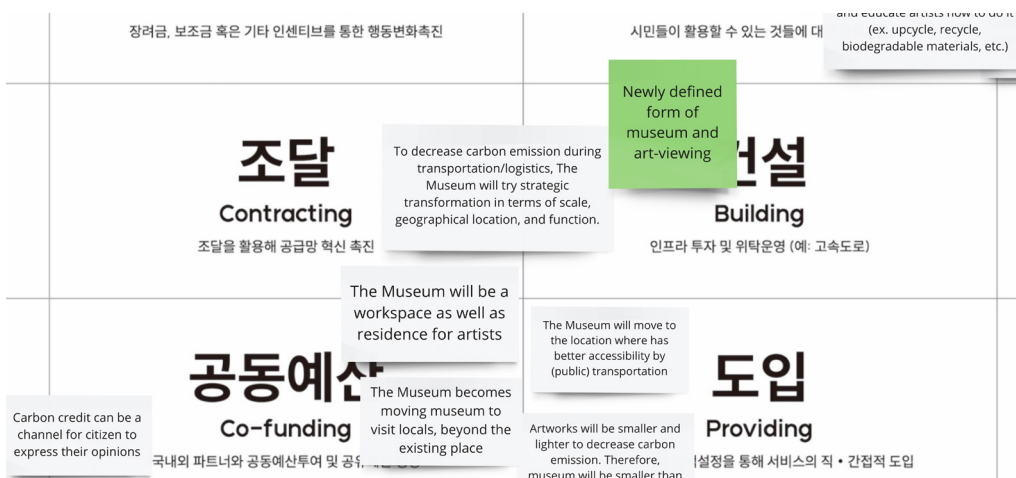 장려금, 보조금 혹은 기타 인센티브를 통한 행동변화촉진
시민들이 활용할 수 있는 것들에 대
and educate artists how to do it
(ex. upcycle, recycle,
biodegradable materials, etc.)
Newly defined
form of
museum and
art-viewing
조달
Contracting
조달을 활용해 공급망 혁신 촉진
To decrease carbon emission during
transportation/logistics, The
Museum will try strategic
transformation in terms of scale,
geographical location, and function.
건설
Building
인프라 투자 및 위탁운영 (예: 고속도로)
The Museum will be a
workspace as well as
residence for artists
The Museum will move to
the location where has
better accessibility by
(public) transportation
공동예산
Co-funding
국내외 파트너와 공동예산투여 및 공유
The Museum becomes
moving museum to
visit locals, beyond the
existing place
Carbon credit can be a
channel for citizen to
express their opinions
도입
Providing
설정을 통해 서비스의 직 • 간접적 도입
Artworks will be smaller and
lighter to decrease carbon
emission. Therefore,
museum will be smaller than